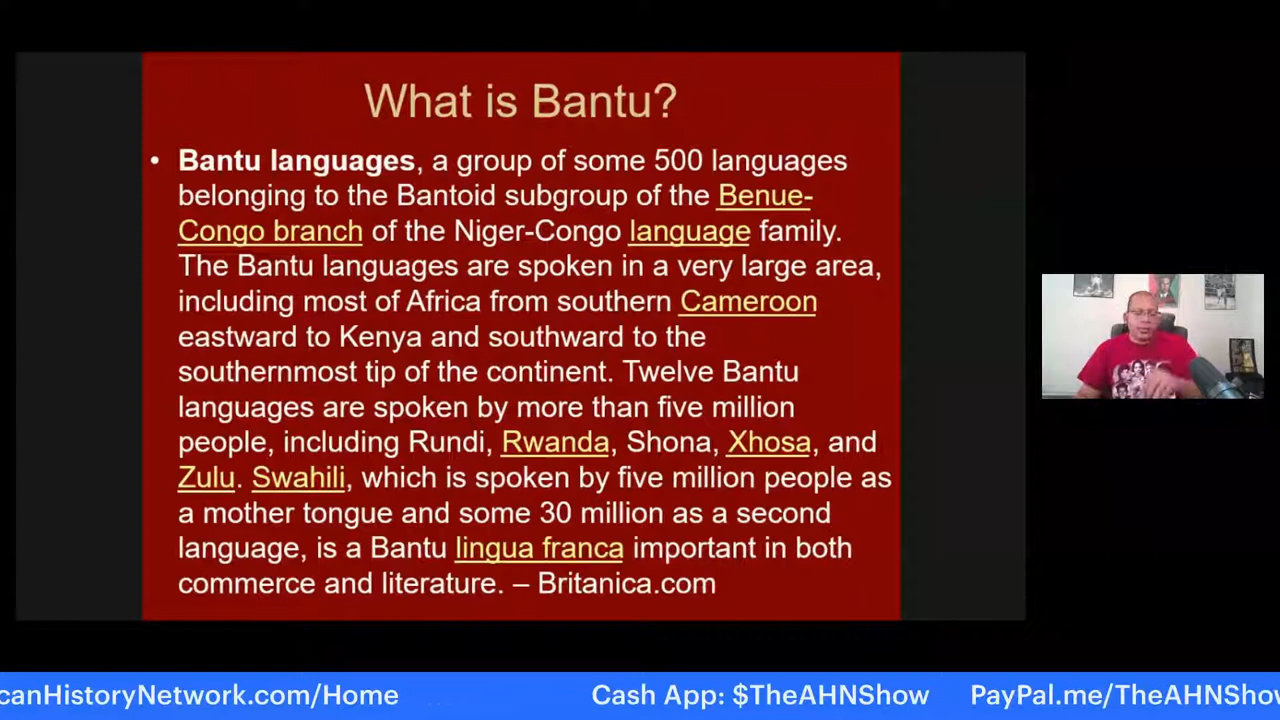 What is Bantu?
• Bantu languages, a group of some 500 languages
belonging to the Bantoid subgroup of the Benue-
Congo branch of the Niger-Congo language family.
The Bantu languages are spoken in a very large area,
including most of Africa from southern Cameroon
eastward to Kenya and southward to the
southernmost tip of the continent. Twelve Bantu
languages are spoken by more than five million
people, including Rundi, Rwanda, Shona, Xhosa, and
Zulu. Swahili, which is spoken by five million people as
a mother tongue and some 30 million as a second
language, is a Bantu lingua franca important in both
commerce and literature. – Britanica.com
canHistoryNetwork.com/Home Cash App: $TheAHNShow PayPal.me/TheAHNShow